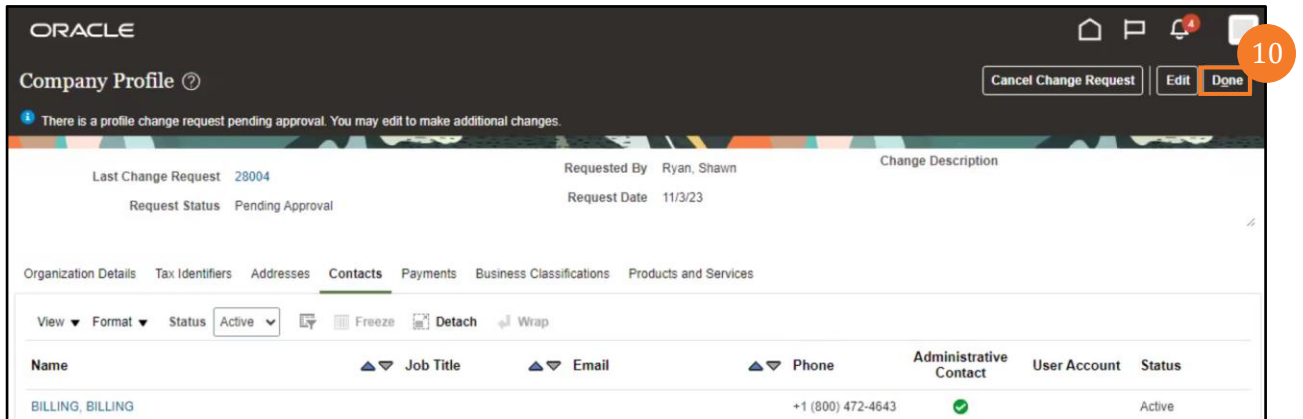 ORACLE
4
10
Company Profile
Cancel Change Request Edit Done
There is a profile change request pending approval. You may edit to make additional changes.
Last Change Request 28004 Requested By Ryan, Shawn Change Description
Request Status Pending Approval Request Date 11/3/23
Organization Details Tax Identifiers Addresses Contacts Payments Business Classifications Products and Services
View Format Status Active Freeze Detach Wrap
Name Job Title Email Phone Administrative Contact User Account Status
BILLING, BILLING +1 (800) 472-4643 Active